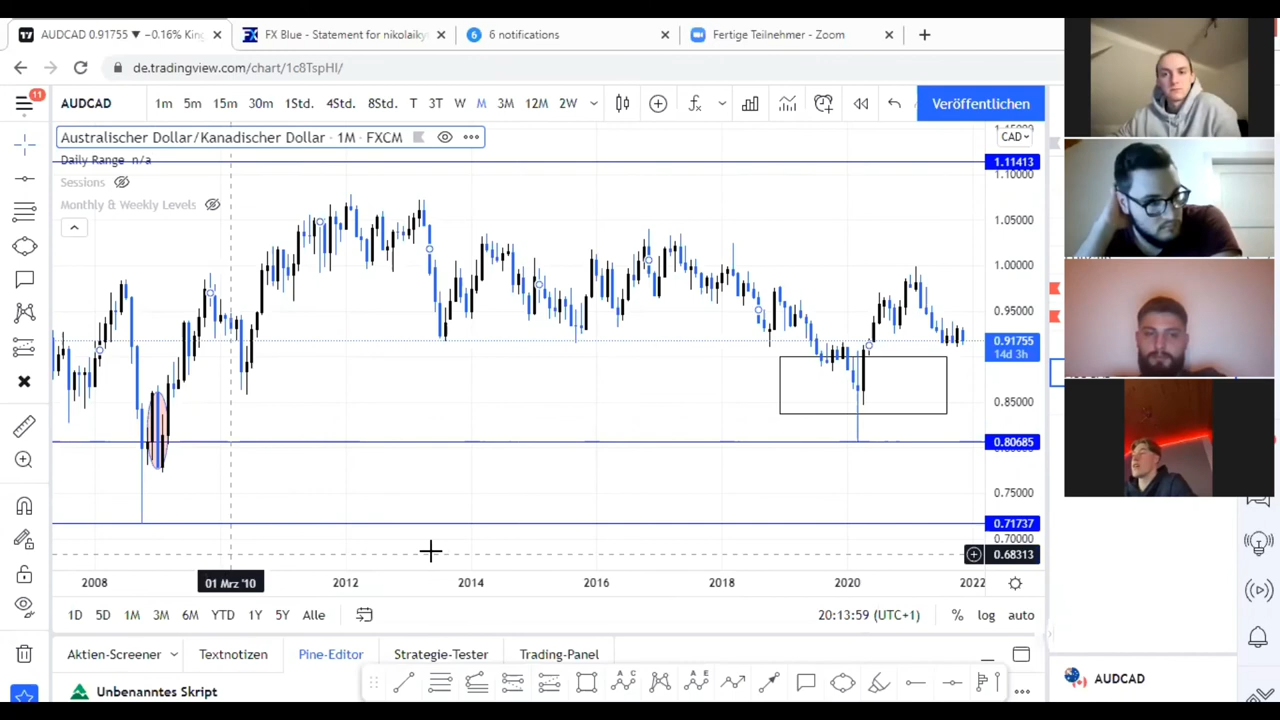 AUDCAD 0.91755 ▼ −0.16% King
FX Blue - Statement for nikolaiky
6 notifications
Fertige Teilnehmer - Zoom
de.tradingview.com/chart/1c8TspHI/
11
AUDCAD 1m 5m 15m 30m 1Std. 4Std. 8Std. T 3T W M 3M 12M 2W
Veröffentlichen
Australischer Dollar/Kanadischer Dollar · 1M · FXCM
CAD
Daily Range n/a
Sessions
Monthly & Weekly Levels
1.11413
1.10000
1.05000
1.00000
0.95000
0.91755
14d 3h
0.85000
0.80685
0.75000
0.71737
0.70000
0.68313
2008 01 Mrz '10 2012 2014 2016 2018 2020 2022
1D 5D 1M 3M 6M YTD 1Y 5Y Alle
20:13:59 (UTC+1) % log auto
Aktien-Screener Textnotizen Pine-Editor Strategie-Tester Trading-Panel
Unbenanntes Skript
AUDCAD